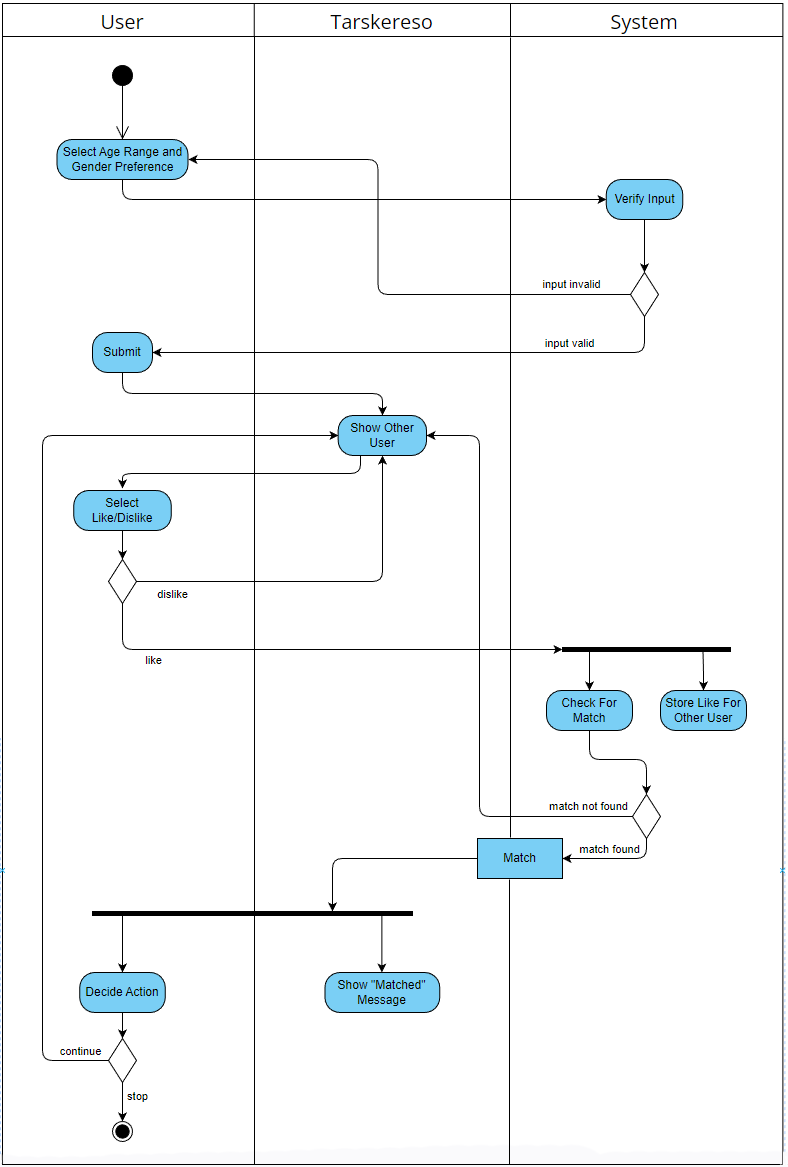 User
Tarskereso
System
Select Age Range and
Gender Preference
Verify Input
input invalid
input valid
Submit
Show Other
User
Select
Like/Dislike
dislike
like
Check For
Match
Store Like For
Other User
match not found
match found
Match
Decide Action
Show "Matched"
Message
continue
stop